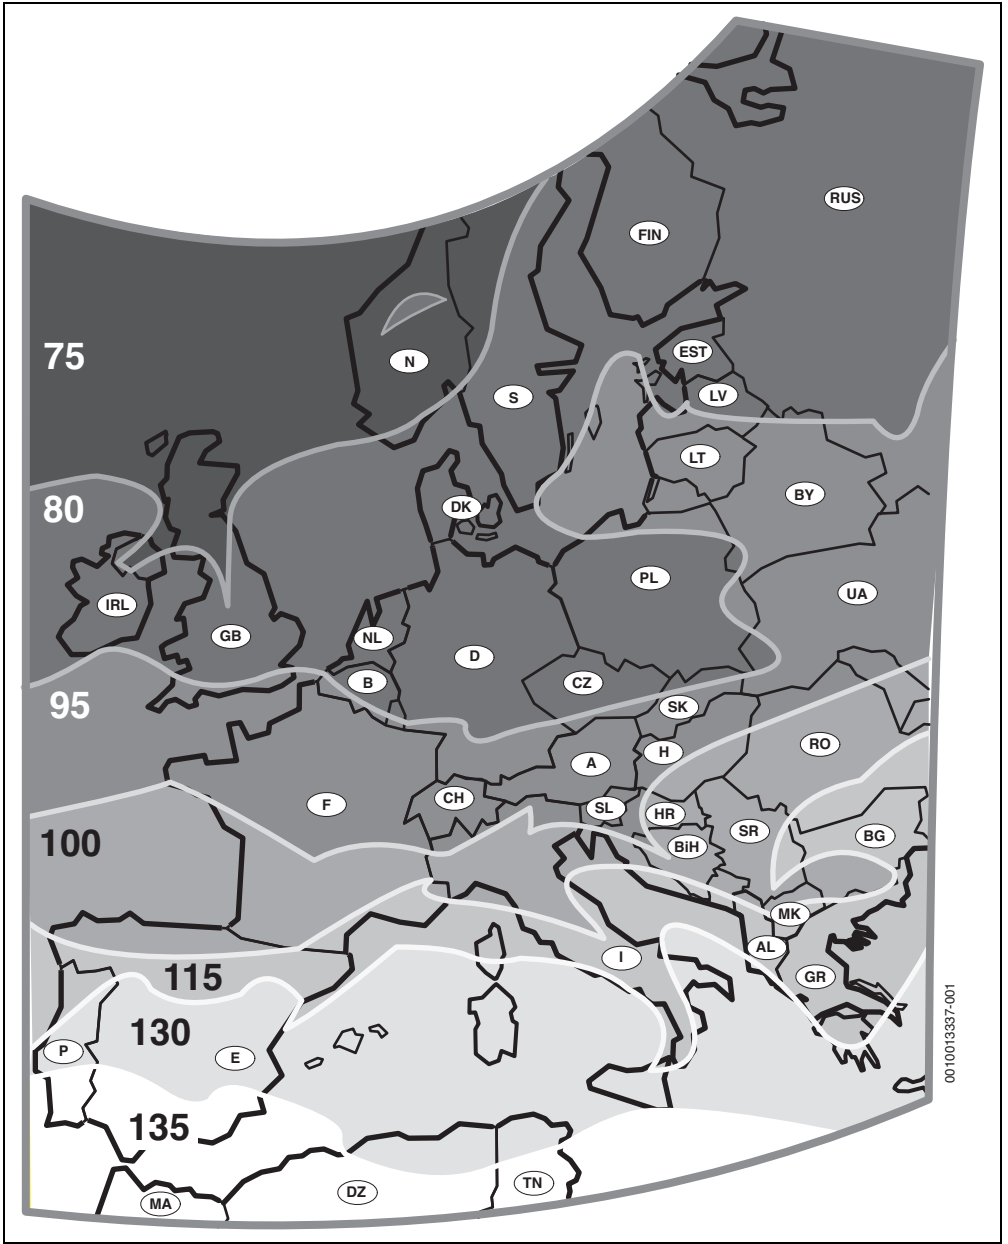 RUS
FIN
75
EST
N
S
LV
LT
80
BY
DK
PL
UA
IRL
GB
NL
D
B
CZ
95
SK
RO
H
A
F
CH
SL
HR
SR
BG
100
BiH
MK
AL
I
GR
115
130
P
E
135
TN
DZ
MA
0010013337-001